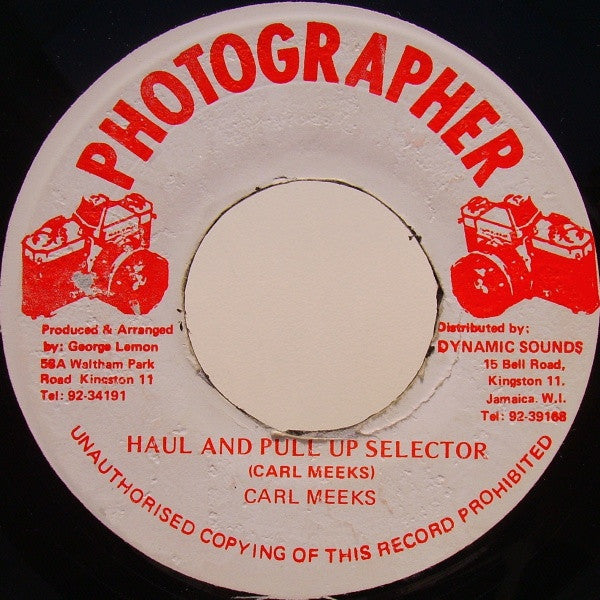 PHOTOGRAPHER
Produced & Arranged
by: George Lemon
56A Waltham Park
Road Kingston 11
Tel: 92-34191
Distributed by:
DYNAMIC SOUNDS
15 Bell Road,
Kingston 11.
Jamaica W.I.
Tel: 92-39168
HAUL AND PULL UP SELECTOR
(CARL MEEKS)
CARL MEEKS
UNAUTHORISED COPYING OF THIS RECORD PROHIBITED